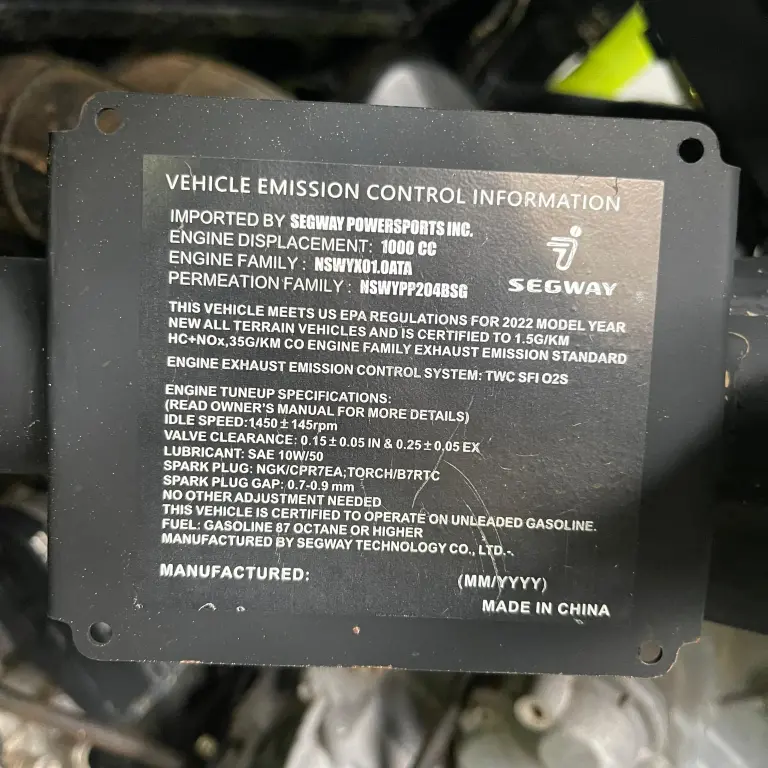 VEHICLE EMISSION CONTROL INFORMATION
IMPORTED BY SEGWAY POWERSPORTS INC.
ENGINE DISPLACEMENT: 1000 CC
ENGINE FAMILY : NSWYX01.0ATA
PERMEATION FAMILY : NSWYPP204BSG
SEGWAY
THIS VEHICLE MEETS US EPA REGULATIONS FOR 2022 MODEL YEAR
NEW ALL TERRAIN VEHICLES AND IS CERTIFIED TO 1.5G/KM
HC+NOx,35G/KM CO ENGINE FAMILY EXHAUST EMISSION STANDARD
ENGINE EXHAUST EMISSION CONTROL SYSTEM: TWC SFI O2S
ENGINE TUNEUP SPECIFICATIONS:
(READ OWNER'S MANUAL FOR MORE DETAILS)
IDLE SPEED:1450±145rpm
VALVE CLEARANCE: 0.15±0.05 IN & 0.25±0.05 EX
LUBRICANT: SAE 10W/50
SPARK PLUG: NGK/CPR7EA;TORCH/B7RTC
SPARK PLUG GAP: 0.7-0.9 mm
NO OTHER ADJUSTMENT NEEDED
THIS VEHICLE IS CERTIFIED TO OPERATE ON UNLEADED GASOLINE.
FUEL: GASOLINE 87 OCTANE OR HIGHER
MANUFACTURED BY SEGWAY TECHNOLOGY CO., LTD.
MANUFACTURED: (MM/YYYY)
MADE IN CHINA